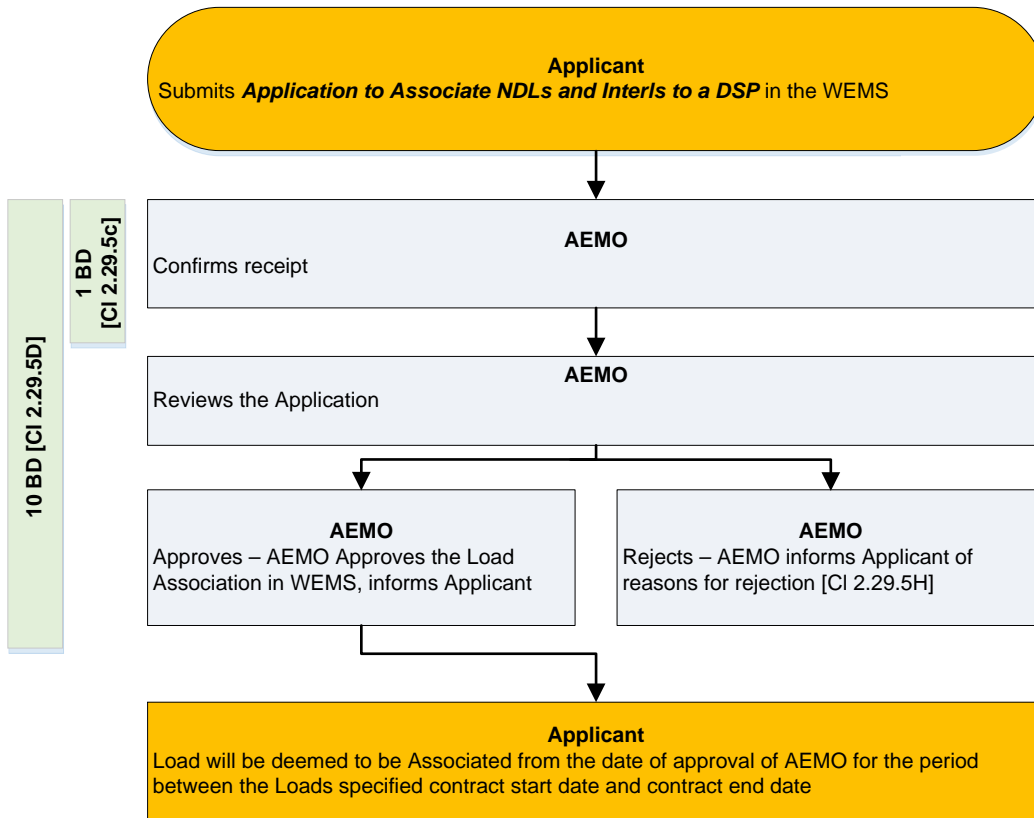 Applicant
Submits Application to Associate NDLs and Interls to a DSP in the WEMS
10 BD [Cl 2.29.5D]
1 BD
[Cl 2.29.5c]
AEMO
Confirms receipt
AEMO
Reviews the Application
AEMO
Approves – AEMO Approves the Load
Association in WEMS, informs Applicant
AEMO
Rejects – AEMO informs Applicant of
reasons for rejection [Cl 2.29.5H]
Applicant
Load will be deemed to be Associated from the date of approval of AEMO for the period
between the Loads specified contract start date and contract end date